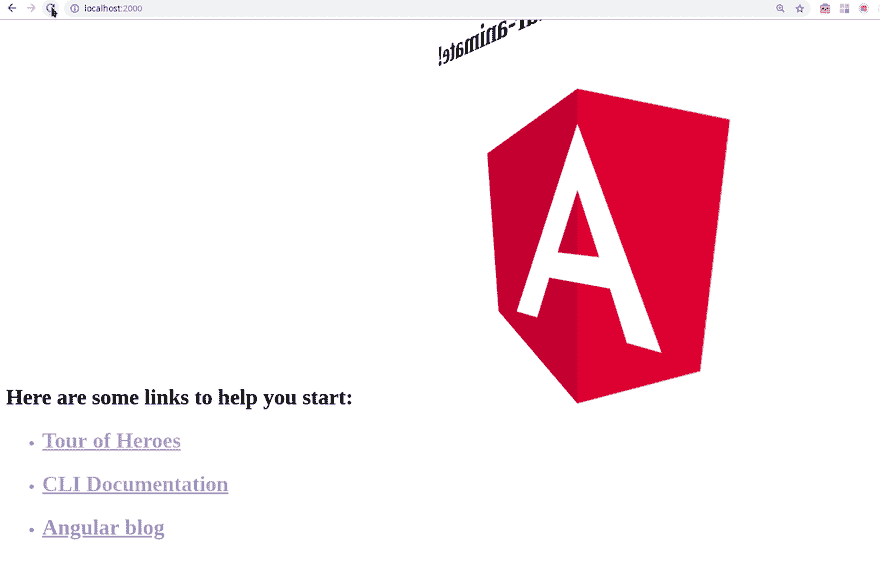 localhost:2000
animate!
A
Here are some links to help you start:
Tour of Heroes
CLI Documentation
Angular blog